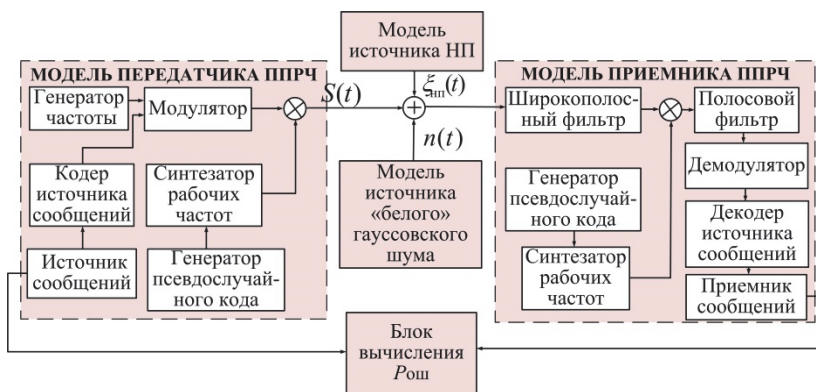 Модель
источника НП
МОДЕЛЬ ПЕРЕДАТЧИКА ППРЧ
Генератор
частоты
Модулятор
Кодер
источника
сообщений
Синтезатор
рабочих
частот
Источник
сообщений
Генератор
псевдослучай-
ного кода
S(t)
ξнп(t)
n(t)
Модель
источника
«белого»
гауссовского
шума
МОДЕЛЬ ПРИЕМНИКА ППРЧ
Широкополос-
ный фильтр
Полосовой
фильтр
Демодулятор
Генератор
псевдослучай-
ного кода
Декодер
источника
сообщений
Синтезатор
рабочих
частот
Приемник
сообщений
Блок
вычисления
Pош